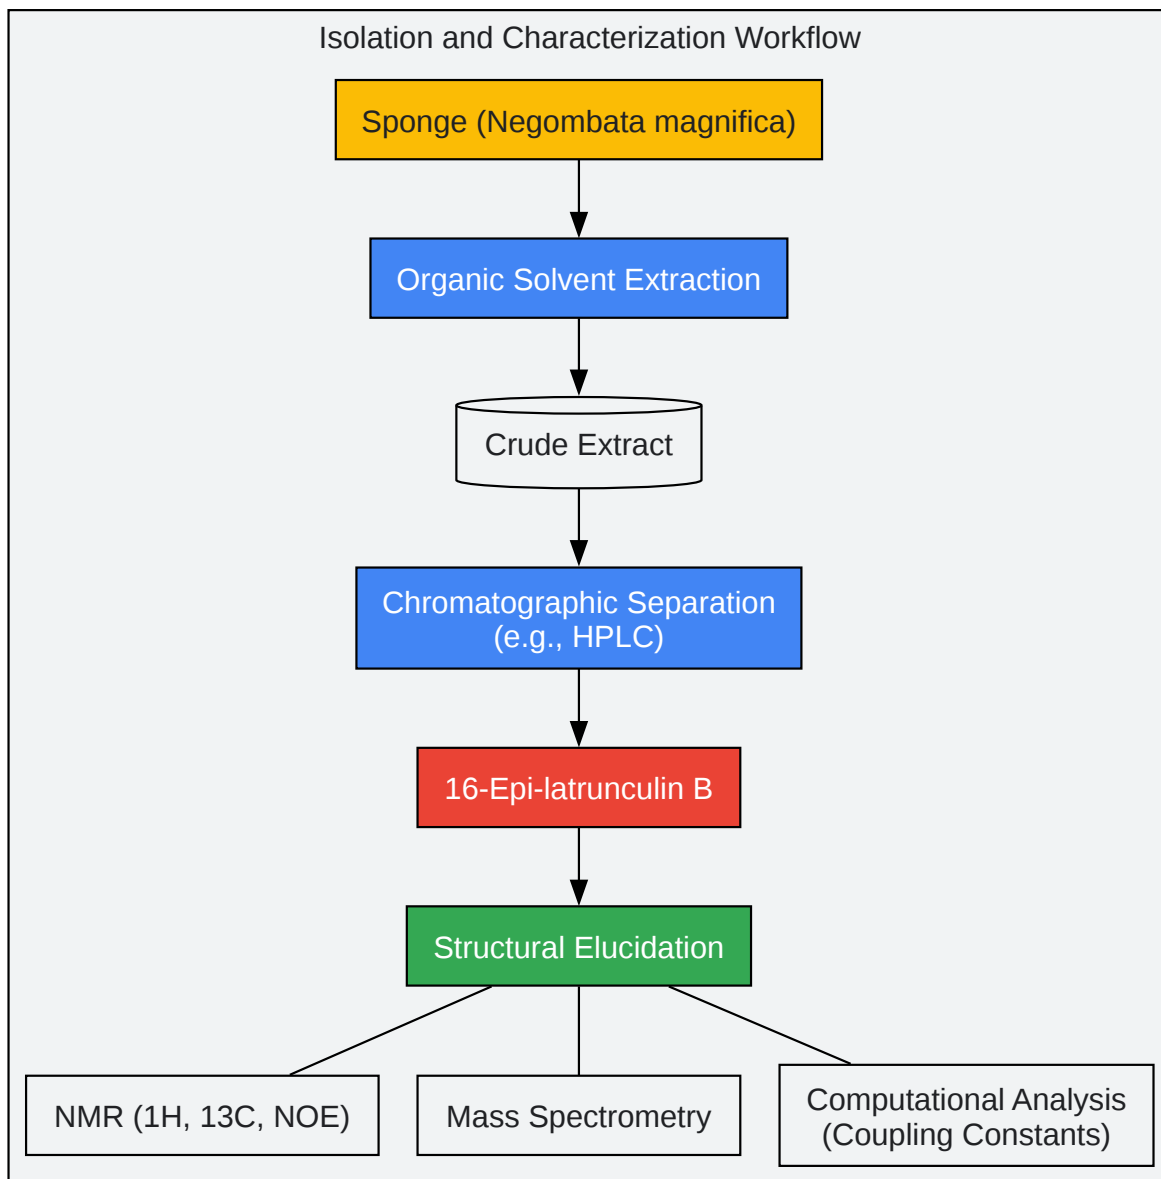 Isolation and Characterization Workflow
Sponge (Negombata magnifica)
Organic Solvent Extraction
Crude Extract
Chromatographic Separation
(e.g., HPLC)
16-Epi-latrunculin B
Structural Elucidation
NMR (1H, 13C, NOE)
Mass Spectrometry
Computational Analysis
(Coupling Constants)